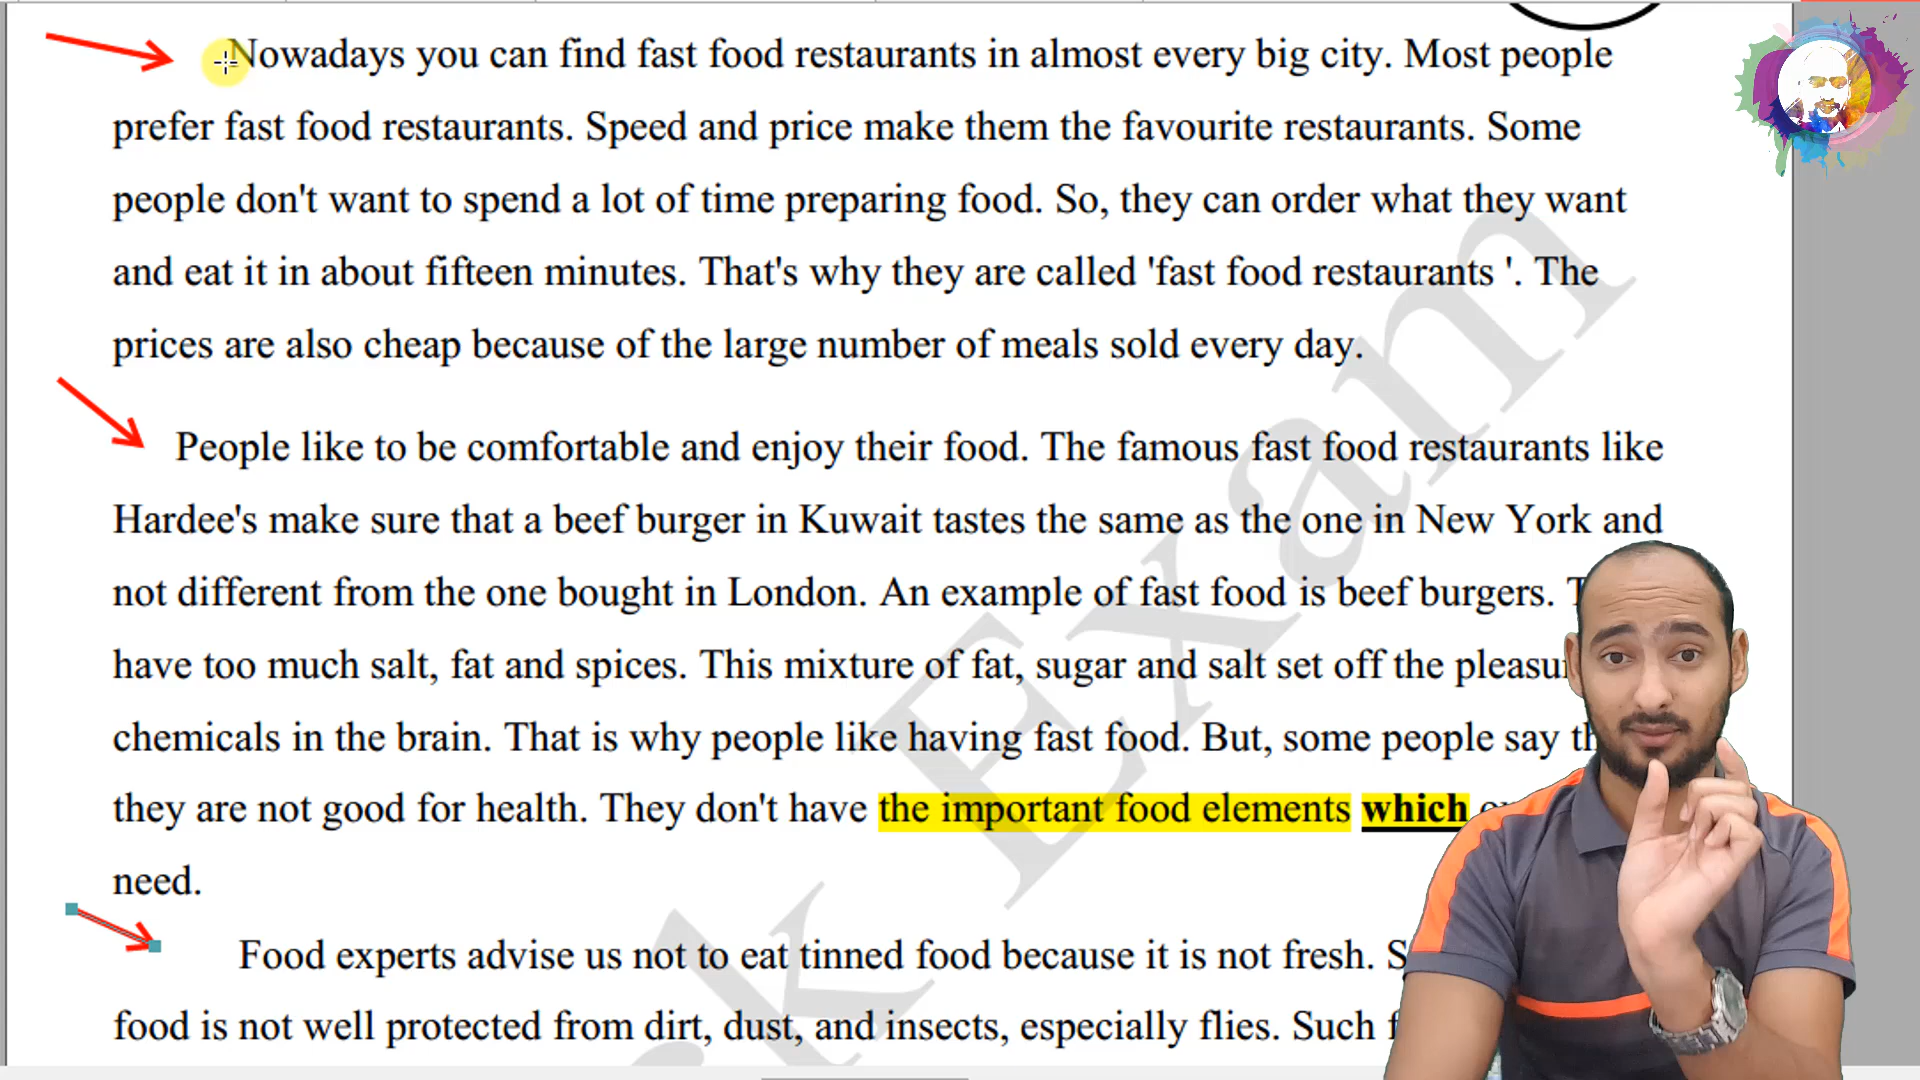 Nowadays you can find fast food restaurants in almost every big city. Most people
prefer fast food restaurants. Speed and price make them the favourite restaurants. Some
people don't want to spend a lot of time preparing food. So, they can order what they want
and eat it in about fifteen minutes. That's why they are called 'fast food restaurants '. The
prices are also cheap because of the large number of meals sold every day.
People like to be comfortable and enjoy their food. The famous fast food restaurants like
Hardee's make sure that a beef burger in Kuwait tastes the same as the one in New York and
not different from the one bought in London. An example of fast food is beef burgers.
have too much salt, fat and spices. This mixture of fat, sugar and salt set off the
chemicals in the brain. That is why people like having fast food. But, some people say
they are not good for health. They don't have the important food elements which
need.
Food experts advise us not to eat tinned food because it is not fresh.
food is not well protected from dirt, dust, and insects, especially flies. Such
Exam